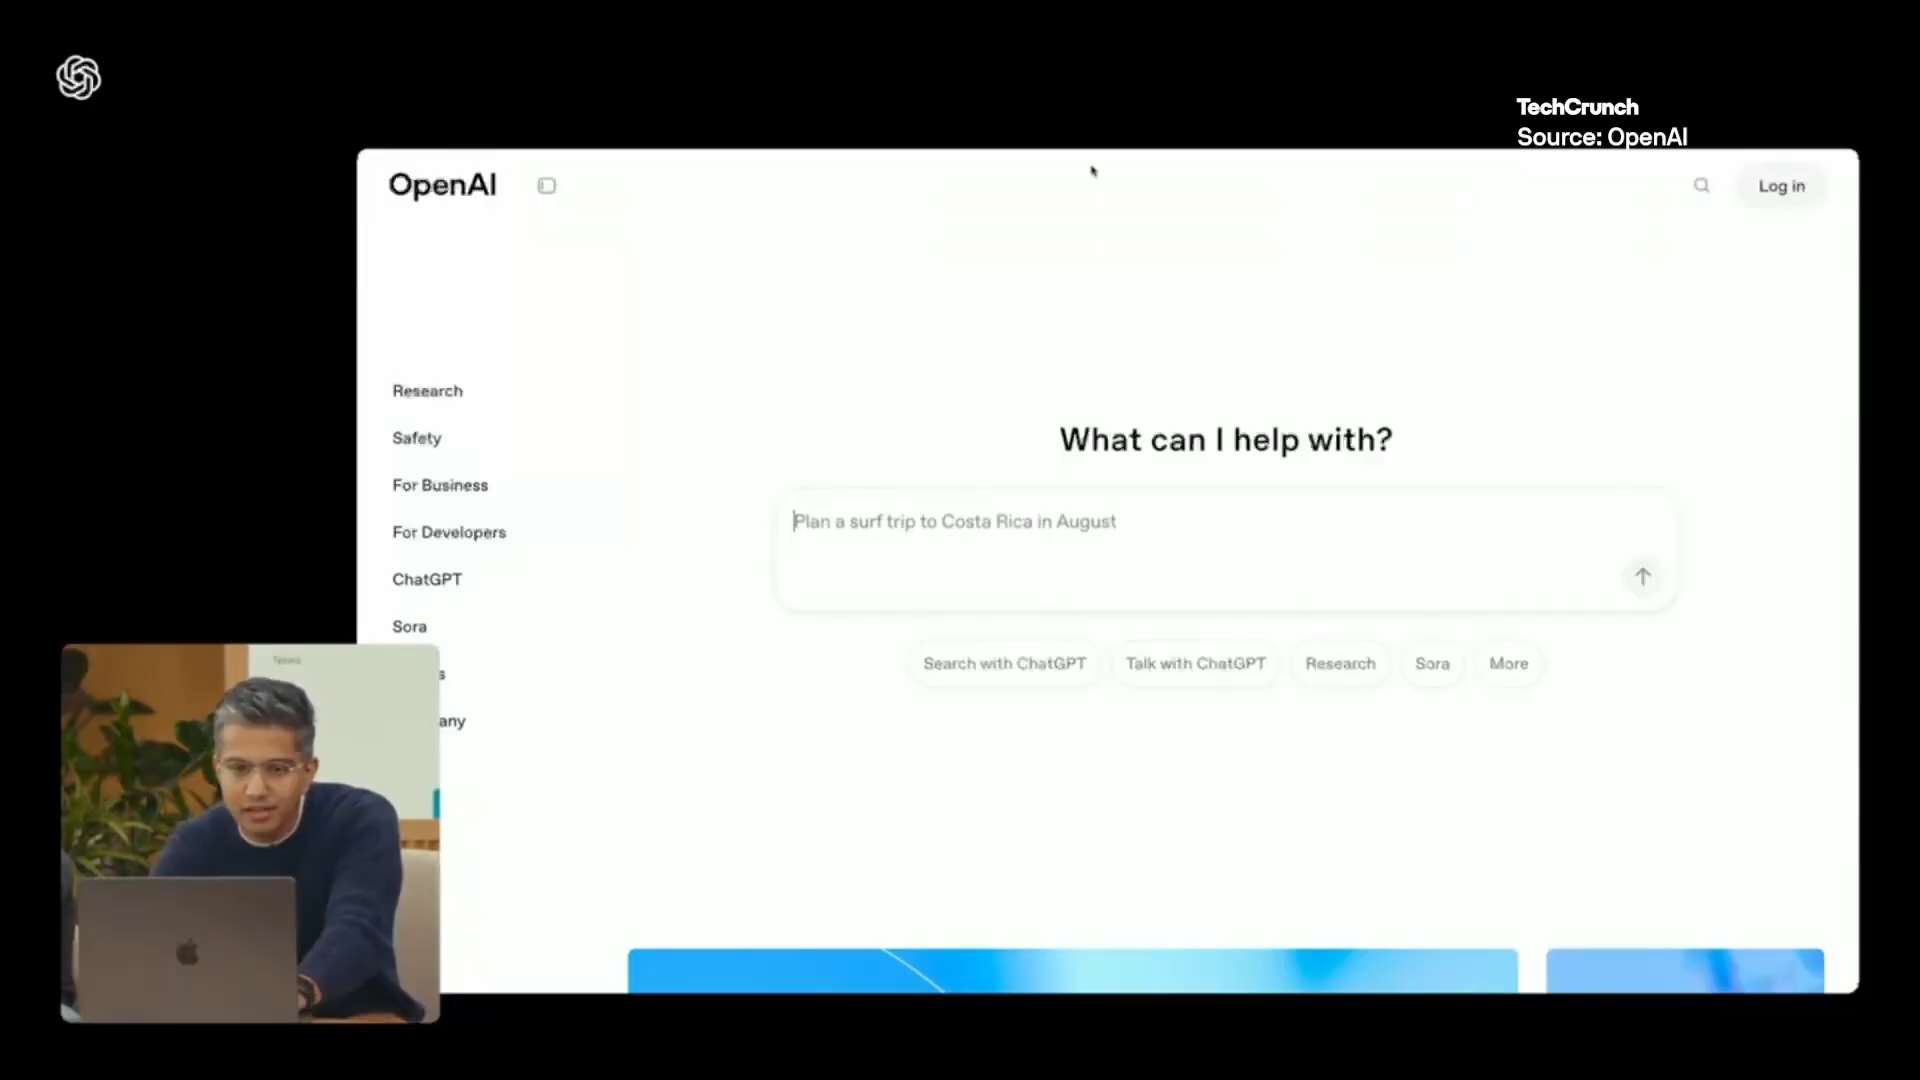 TechCrunch
Source: OpenAI
OpenAI
Log in
Research
Safety
For Business
For Developers
ChatGPT
Sora
s
any
What can I help with?
Plan a surf trip to Costa Rica in August
Search with ChatGPT
Talk with ChatGPT
Research
Sora
More
News